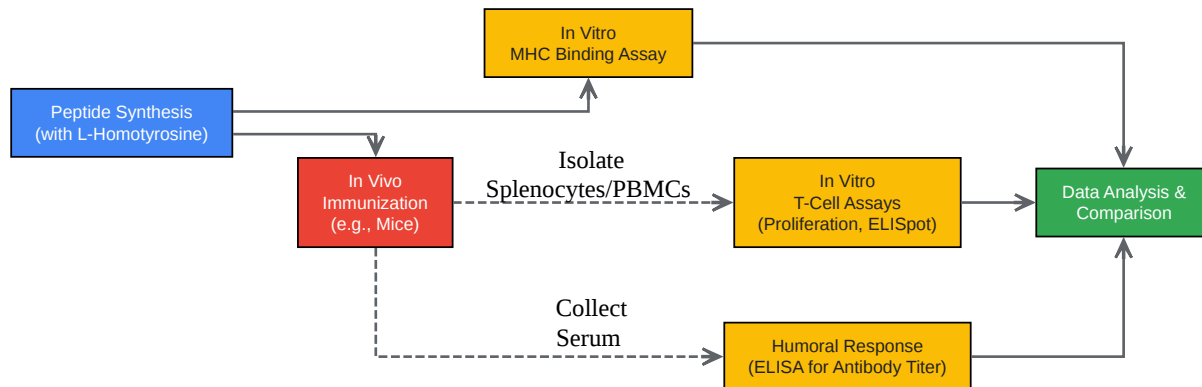 In Vitro
MHC Binding Assay
Peptide Synthesis
(with L-Homotyrosine)
In Vivo
Immunization
(e.g., Mice)
Isolate
Splenocytes/PBMCs
In Vitro
T-Cell Assays
(Proliferation, ELISpot)
Data Analysis &
Comparison
Collect
Serum
Humoral Response
(ELISA for Antibody Titer)